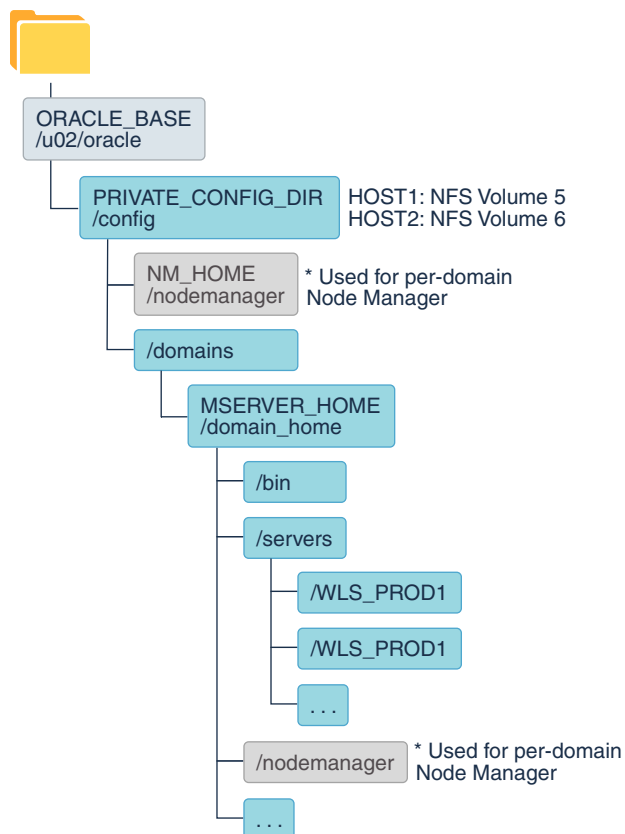 ORACLE_BASE
/u02/oracle
PRIVATE_CONFIG_DIR
/config
HOST1: NFS Volume 5
HOST2: NFS Volume 6
NM_HOME
/nodemanager
* Used for per-domain
Node Manager
/domains
MSERVER_HOME
/domain_home
/bin
/servers
/WLS_PROD1
/WLS_PROD1
. . .
/nodemanager
* Used for per-domain
Node Manager
. . .